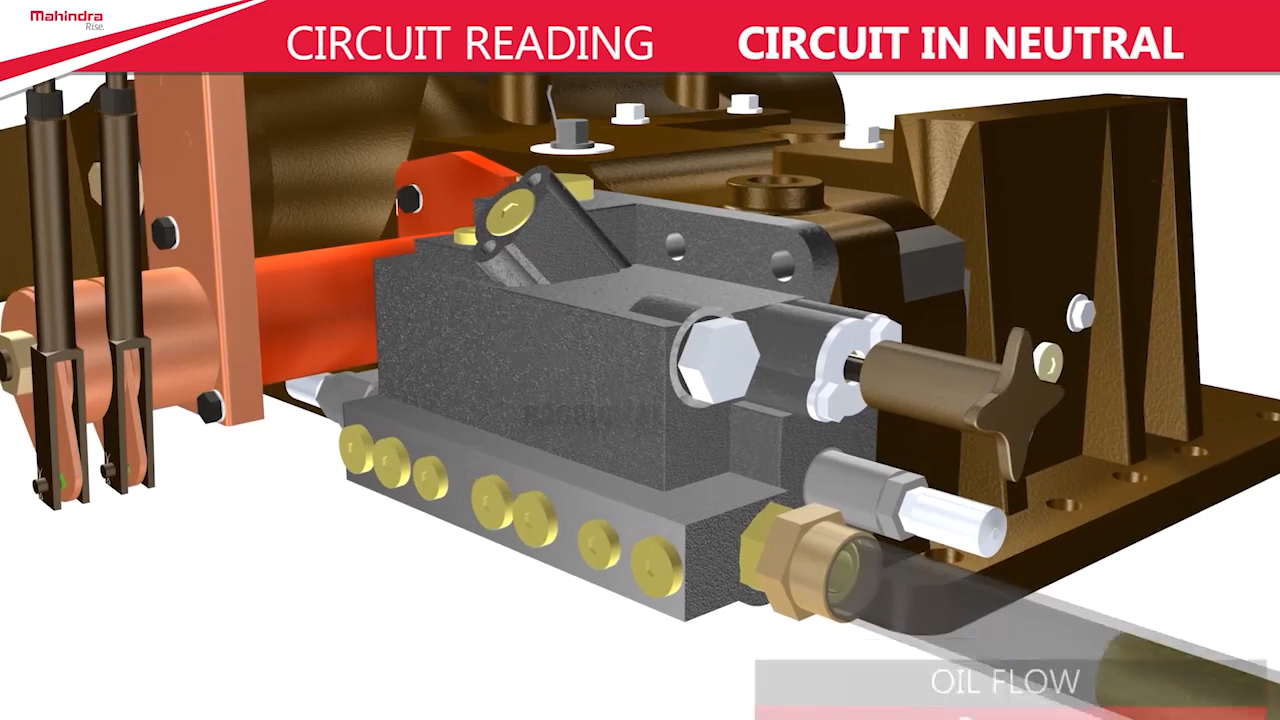 Mahindra
Rise.
CIRCUIT READING
CIRCUIT IN NEUTRAL
OIL FLOW